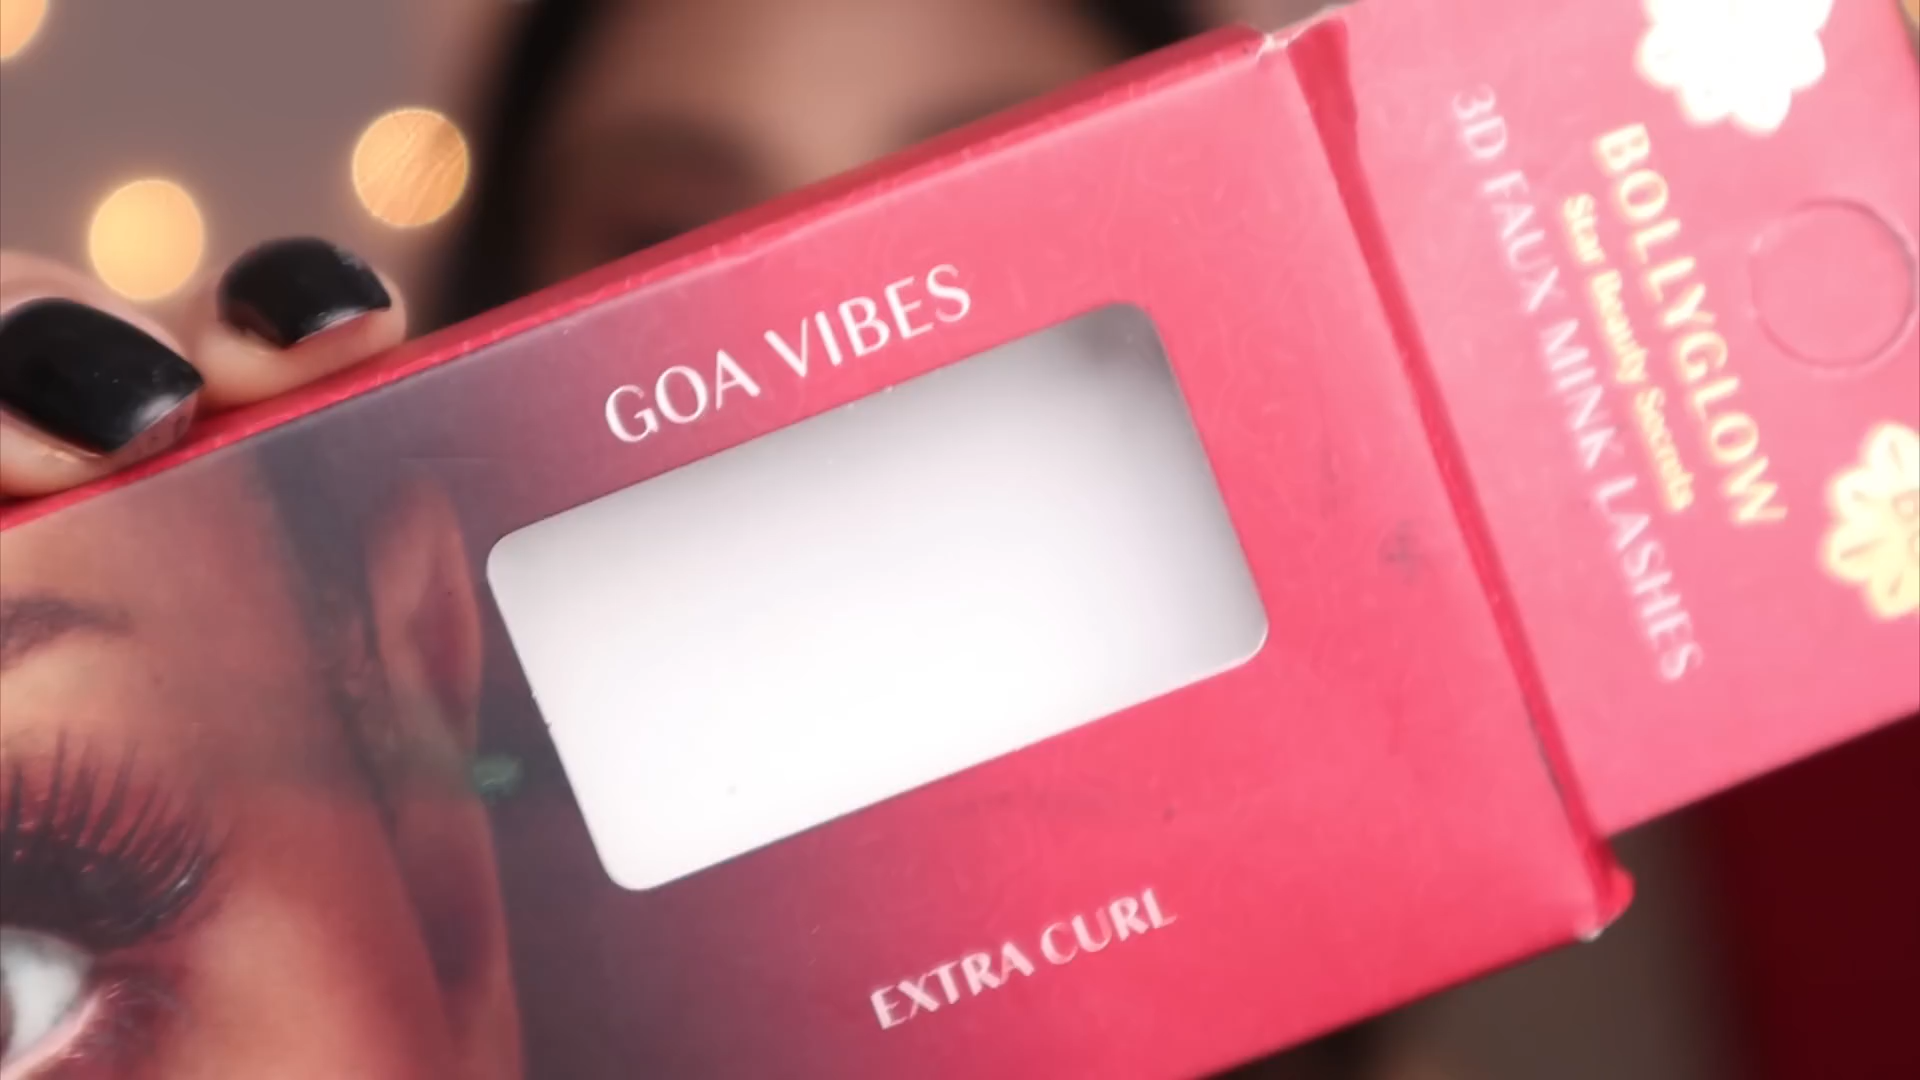 GOA VIBES
EXTRA CURL
BOLLYGLOW
Star Beauty Secrets
3D FAUX MINK LASHES